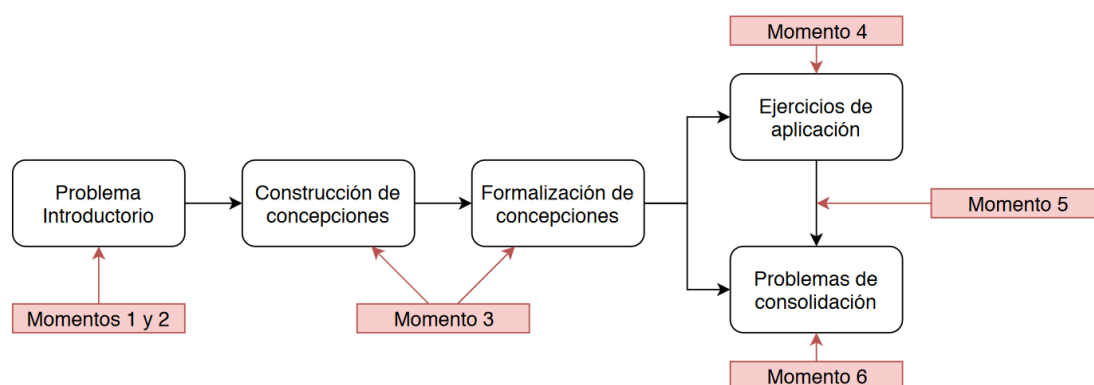 Momento 4
Ejercicios de
aplicación
Problema
Introductorio
Construcción de
concepciones
Formalización de
concepciones
Momento 5
Problemas de
consolidación
Momentos 1 y 2
Momento 3
Momento 6